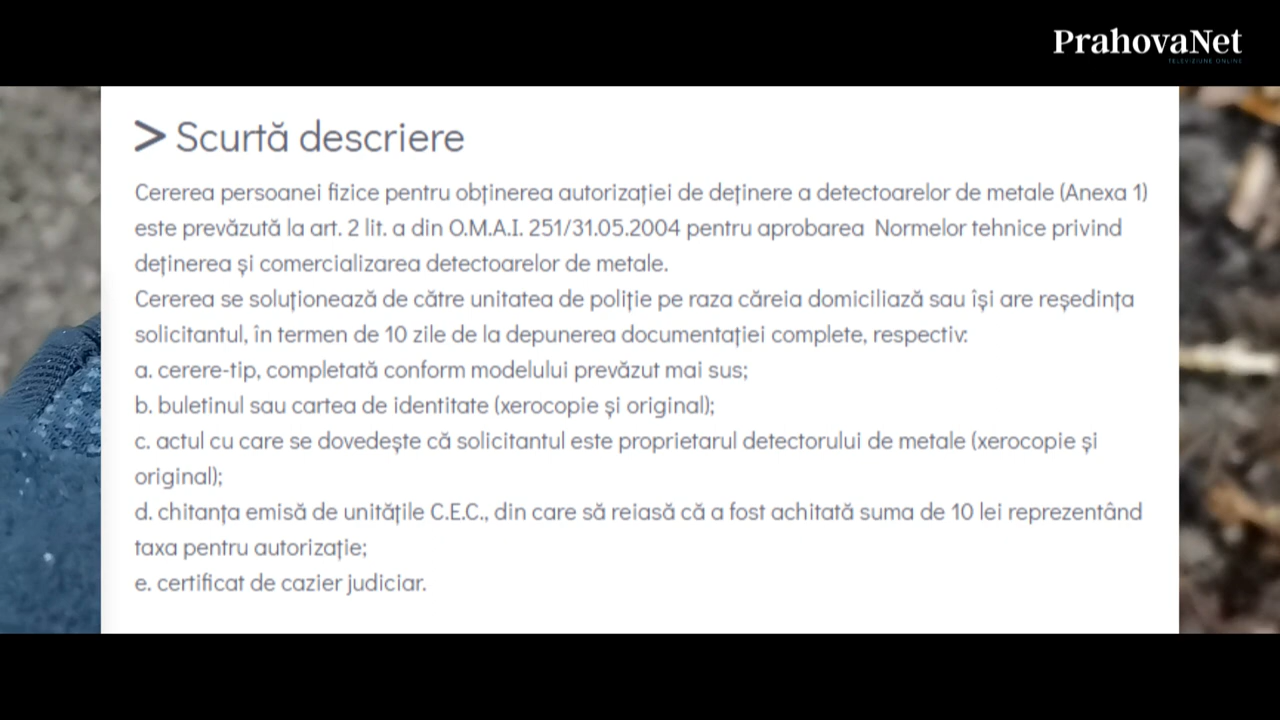 PrahovaNet
TELEVIZIUNE ONLINE
> Scurtă descriere
Cererea persoanei fizice pentru obținerea autorizației de deținere a detectoarelor de metale (Anexa 1)
este prevăzută la art. 2 lit. a din O.M.A.I. 251/31.05.2004 pentru aprobarea  Normelor tehnice privind
deținerea și comercializarea detectoarelor de metale.
Cererea se soluționează de către unitatea de poliție pe raza căreia domiciliază sau își are reședința
solicitantul, în termen de 10 zile de la depunerea documentației complete, respectiv:
a. cerere-tip, completată conform modelului prevăzut mai sus;
b. buletinul sau cartea de identitate (xerocopie și original);
c. actul cu care se dovedește că solicitantul este proprietarul detectorului de metale (xerocopie și
original);
d. chitanța emisă de unitățile C.E.C., din care să reiasă că a fost achitată suma de 10 lei reprezentând
taxa pentru autorizație;
e. certificat de cazier judiciar.